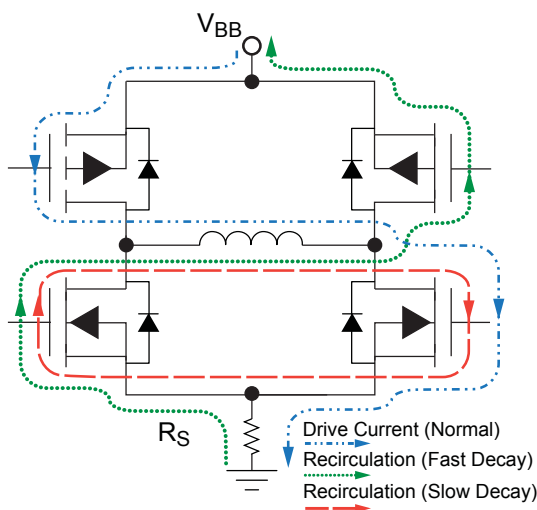 VBB
RS
Drive Current (Normal)
Recirculation (Fast Decay)
Recirculation (Slow Decay)